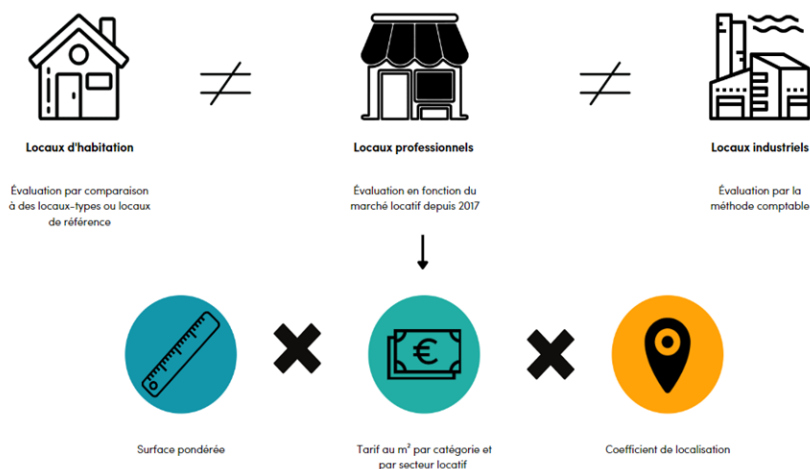 Locaux d'habitation
Évaluation par comparaison
à des locaux-types ou locaux
de référence
Locaux professionnels
Évaluation en fonction du
marché locatif depuis 2017
Locaux industriels
Évaluation par la
méthode comptable
€
Surface pondérée
Tarif au m² par catégorie et
par secteur locatif
Coefficient de localisation